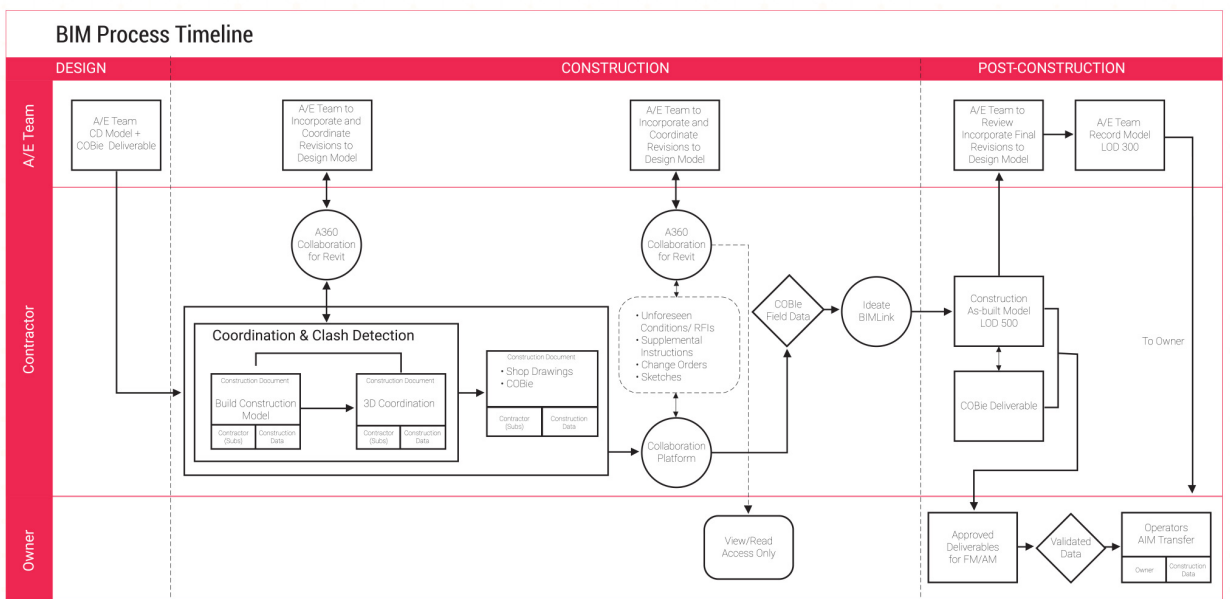 BIM Process Timeline
DESIGN
CONSTRUCTION
POST-CONSTRUCTION
A/E Team
A/E Team
CD Model +
COBie Deliverable
A/E Team to
Incorporate and
Coordinate
Revisions to
Design Model
A/E Team to
Incorporate and
Coordinate
Revisions to
Design Model
A/E Team to
Review
Incorporate Final
Revisions to
Design Model
A/E Team
Record Model
LOD 300
Contractor
A360
Collaboration
for Revit
A360
Collaboration
for Revit
Coordination & Clash Detection
Construction Document
Build Construction
Model
Contractor
(Subs)
Construction
Data
Construction Document
3D Coordination
Contractor
(Subs)
Construction
Data
Construction Document
• Shop Drawings
• COBie
Contractor
(Subs)
Construction
Data
• Unforeseen
Conditions/ RFIs
• Supplemental
Instructions
• Change Orders
• Sketches
Collaboration
Platform
COBIe
Field Data
Ideate
BIMLink
Construction
As-built Model
LOD 500
COBie Deliverable
To Owner
Owner
View/Read
Access Only
Approved
Deliverables
for FM/AM
Validated
Data
Operators
AIM Transfer
Owner
Construction
Data